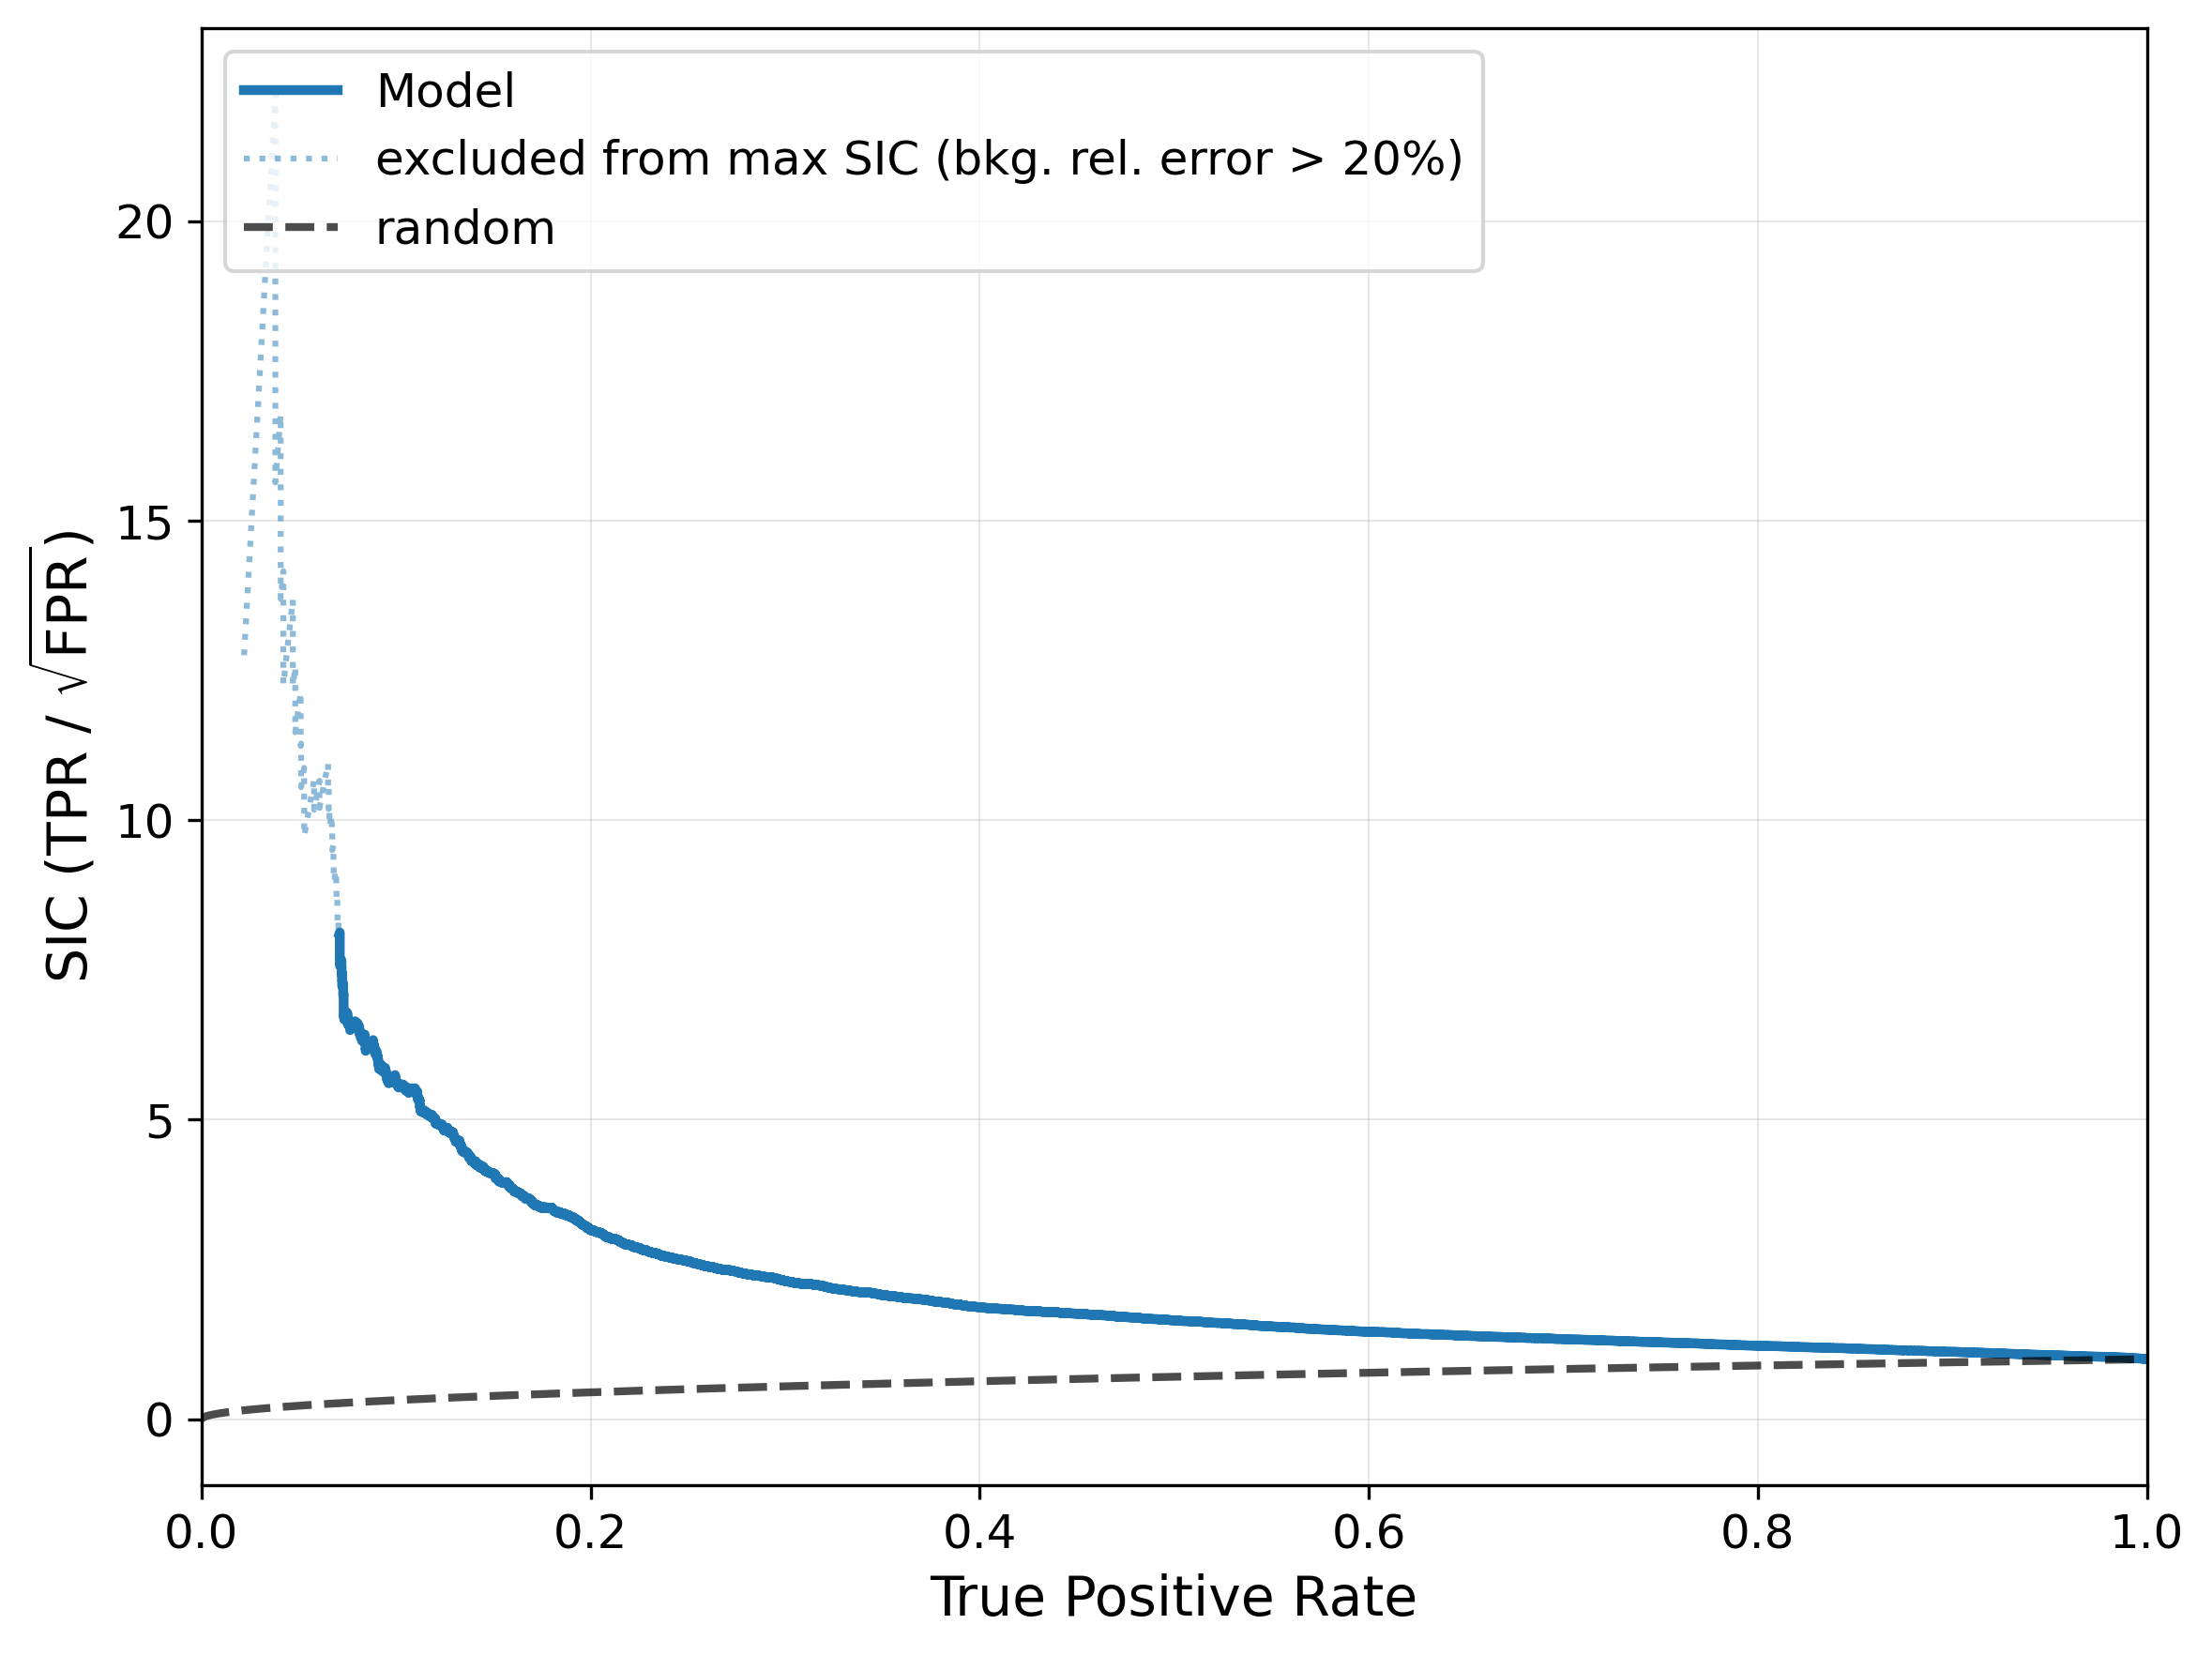 Model
excluded from max SIC (bkg. rel. error > 20%)
random
20
15
10
5
0
SIC (TPR / √FPR)
0.0 0.2 0.4 0.6 0.8 1.0
True Positive Rate